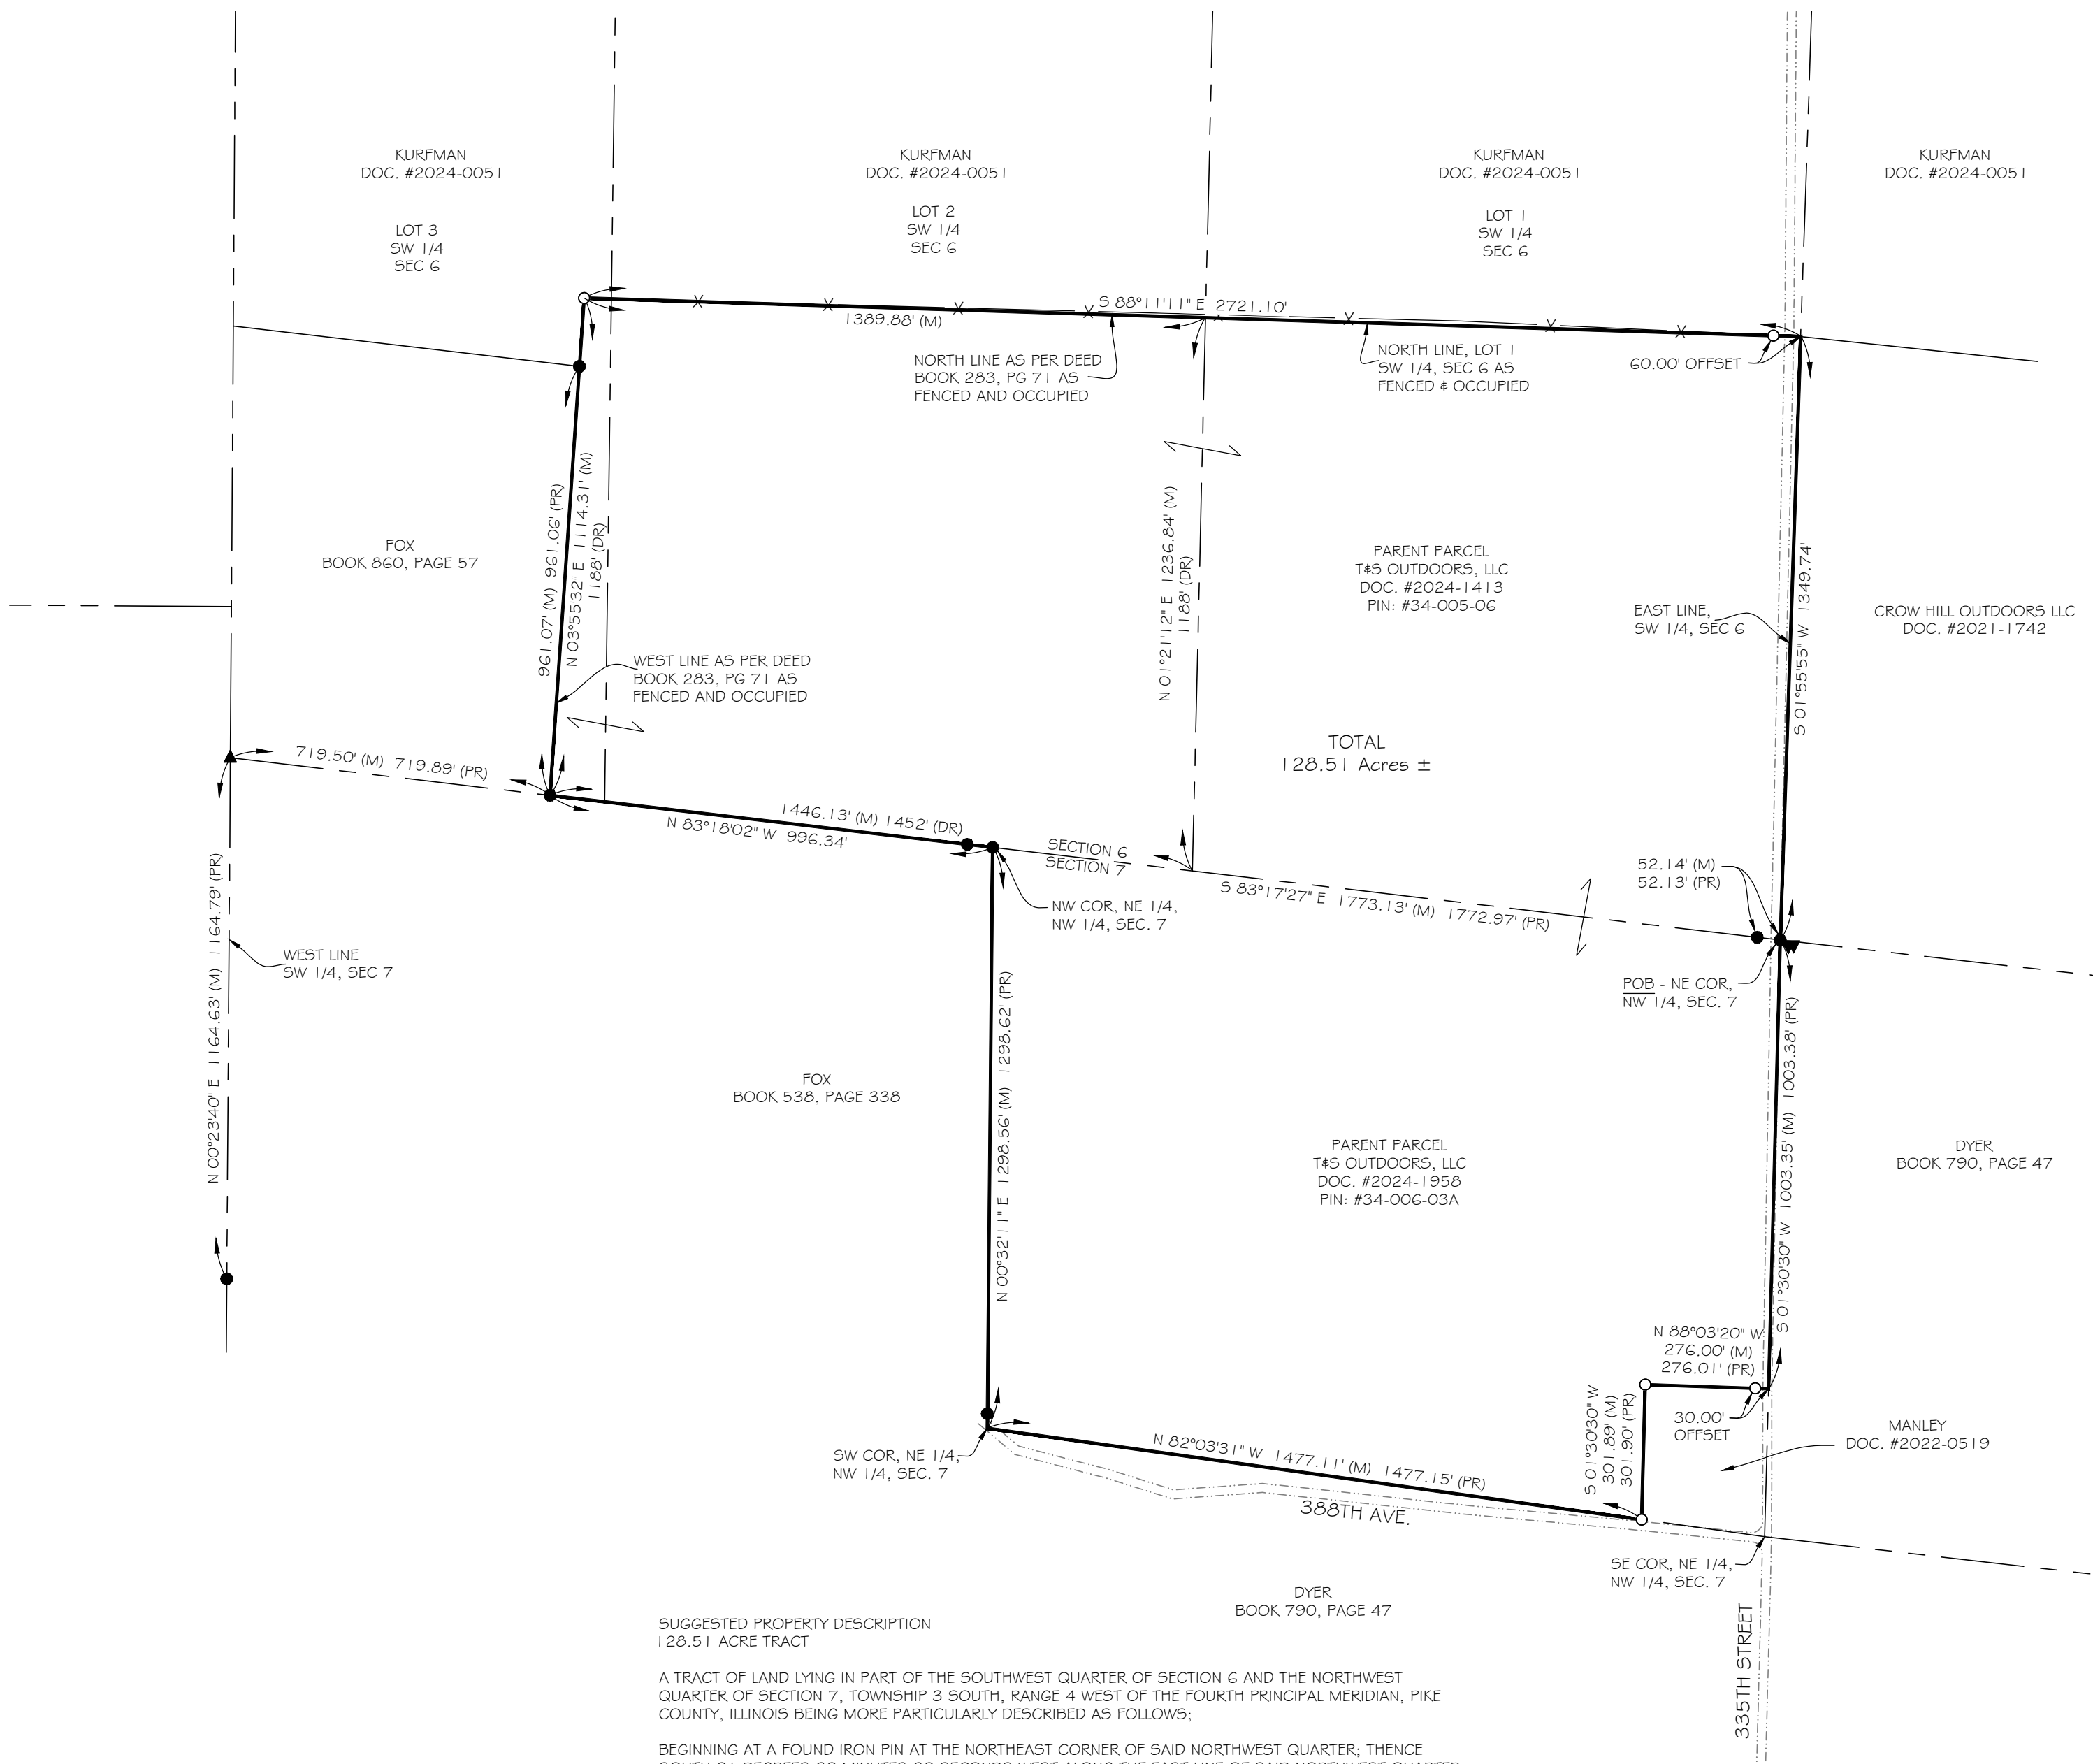 KURFMAN
DOC. #2024-0051
LOT 3
SW 1/4
SEC 6
KURFMAN
DOC. #2024-0051
LOT 2
SW 1/4
SEC 6
KURFMAN
DOC. #2024-0051
LOT 1
SW 1/4
SEC 6
KURFMAN
DOC. #2024-0051
S 88°11'11" E 2721.10'
1389.88' (M)
NORTH LINE AS PER DEED
BOOK 283, PG 71 AS
FENCED AND OCCUPIED
NORTH LINE, LOT 1
SW 1/4, SEC 6 AS
FENCED & OCCUPIED
60.00' OFFSET
961.07' (M) 961.06' (PR)
N 03°55'32" E 1114.31' (M)
1188' (DR)
FOX
BOOK 860, PAGE 57
N 01°21'12" E 1236.84' (M)
1188' (DR)
PARENT PARCEL
T&S OUTDOORS, LLC
DOC. #2024-1413
PIN: #34-005-06
EAST LINE,
SW 1/4, SEC 6
S 01°55'55" W 1349.74'
CROW HILL OUTDOORS LLC
DOC. #2021-1742
WEST LINE AS PER DEED
BOOK 283, PG 71 AS
FENCED AND OCCUPIED
TOTAL
128.51 Acres ±
719.50' (M) 719.89' (PR)
1446.13' (M) 1452' (DR)
N 83°18'02" W 996.34'
SECTION 6
SECTION 7
S 83°17'27" E 1773.13' (M) 1772.97' (PR)
52.14' (M)
52.13' (PR)
NW COR, NE 1/4,
NW 1/4, SEC. 7
POB - NE COR,
NW 1/4, SEC. 7
N 00°23'40" E 1164.63' (M) 1164.79' (PR)
WEST LINE
SW 1/4, SEC 7
FOX
BOOK 538, PAGE 338
N 00°32'11" E 1298.56' (M) 1298.62' (PR)
PARENT PARCEL
T&S OUTDOORS, LLC
DOC. #2024-1958
PIN: #34-006-03A
S 01°30'30" W 1003.35' (M) 1003.38' (PR)
DYER
BOOK 790, PAGE 47
N 88°03'20" W
276.00' (M)
276.01' (PR)
S 01°30'30" W
301.89' (M)
301.90' (PR)
30.00'
OFFSET
MANLEY
DOC. #2022-0519
SW COR, NE 1/4,
NW 1/4, SEC. 7
N 82°03'31" W 1477.11' (M) 1477.15' (PR)
388TH AVE.
SE COR, NE 1/4,
NW 1/4, SEC. 7
DYER
BOOK 790, PAGE 47
335TH STREET
SUGGESTED PROPERTY DESCRIPTION
128.51 ACRE TRACT
A TRACT OF LAND LYING IN PART OF THE SOUTHWEST QUARTER OF SECTION 6 AND THE NORTHWEST
QUARTER OF SECTION 7, TOWNSHIP 3 SOUTH, RANGE 4 WEST OF THE FOURTH PRINCIPAL MERIDIAN, PIKE
COUNTY, ILLINOIS BEING MORE PARTICULARLY DESCRIBED AS FOLLOWS;
BEGINNING AT A FOUND IRON PIN AT THE NORTHEAST CORNER OF SAID NORTHWEST QUARTER; THENCE